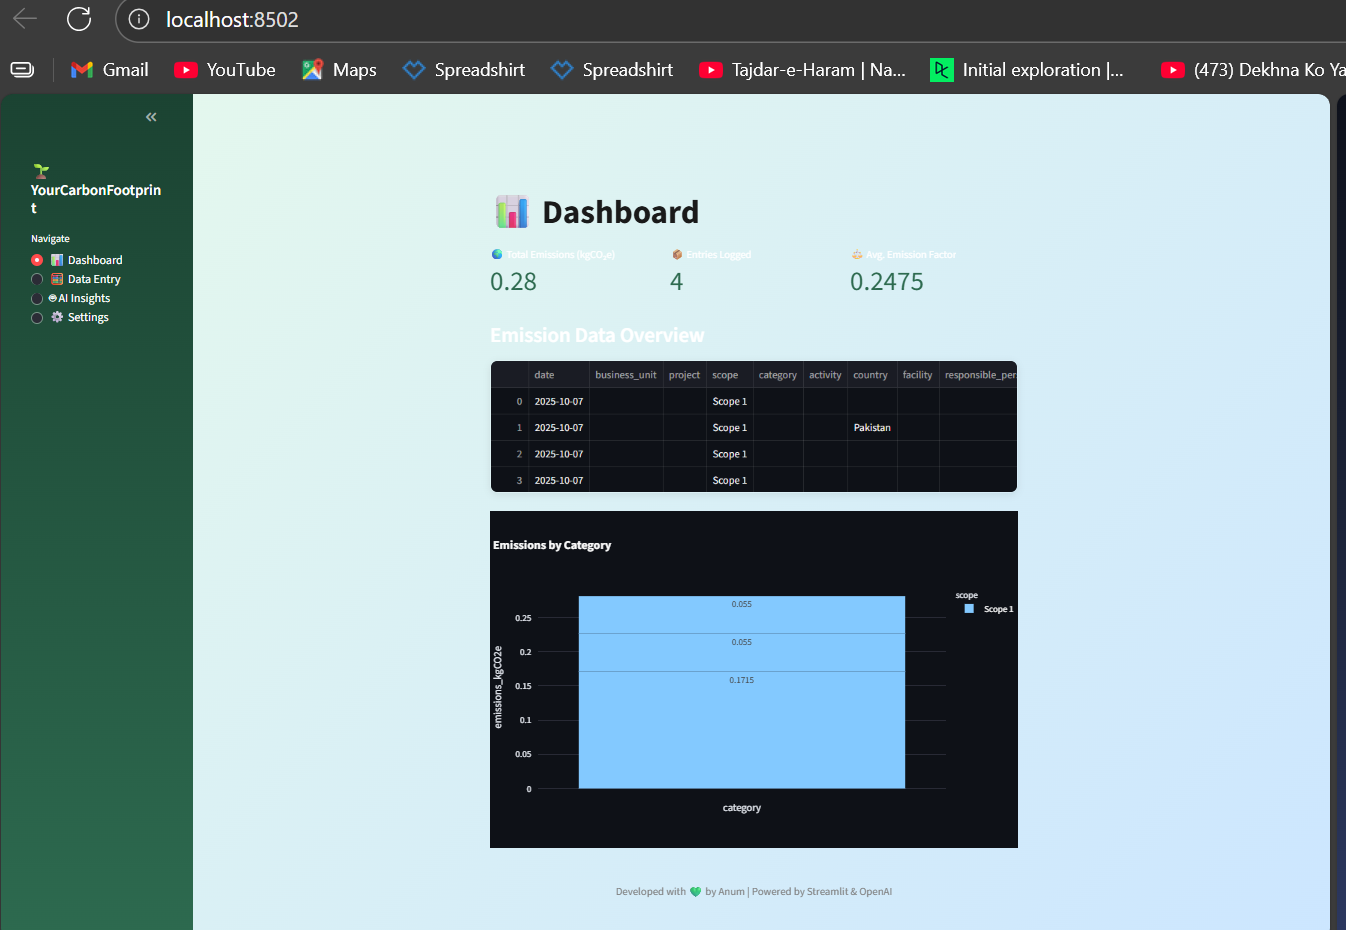 localhost:8502
Gmail YouTube Maps Spreadshirt Spreadshirt Tajdar-e-Haram | Na... Initial exploration |... (473) Dekhna Ko Ya
«
YourCarbonFootprin
t
Navigate
Dashboard
Data Entry
AI Insights
Settings
Dashboard
Total Emissions (kgCO₂e) Entries Logged Avg. Emission Factor
0.28 4 0.2475
Emission Data Overview
date business_unit project scope category activity country facility responsible_per
0 2025-10-07 Scope 1
1 2025-10-07 Scope 1 Pakistan
2 2025-10-07 Scope 1
3 2025-10-07 Scope 1
Emissions by Category
scope
Scope 1
0.055
0.055
0.1715
0.25
0.2
0.15
0.1
0.05
0
emissions_kgCO2e
category
Developed with 💚 by Anum | Powered by Streamlit & OpenAI